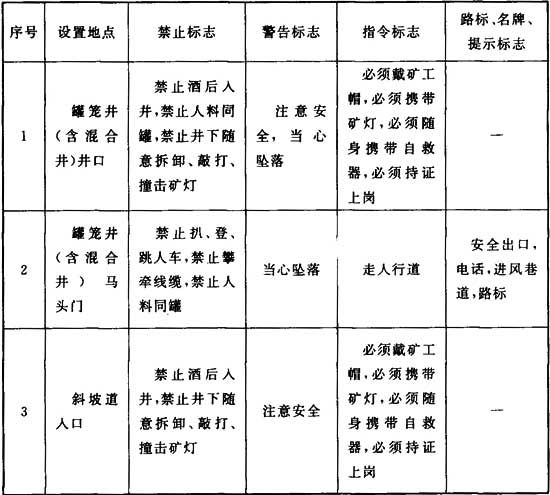 序号
设置地点
禁止标志
警告标志
指令标志
路标、名牌、
提示标志
1
罐笼井
(含混合
井)井口
禁止酒后入
井,禁止人料同
罐,禁止井下随
意拆卸、敲打、
撞击矿灯
注意安
全,当心
坠落
必须戴矿工
帽,必须携带
矿灯,必须随
身携带自救
器,必须持证
上岗
—
2
罐笼井
(含混合
井)马
头门
禁止扒、登、
跳人车,禁止攀
牵线缆,禁止人
料同罐
当心坠落
走人行道
安全出口,
电话,进风巷
道,路标
3
斜坡道
入口
禁止酒后入
井,禁止井下随
意拆卸、敲打、
撞击矿灯
注意安全
必须戴矿工
帽,必须携带
矿灯,必须随
身携带自救
器,必须持证
上岗
—